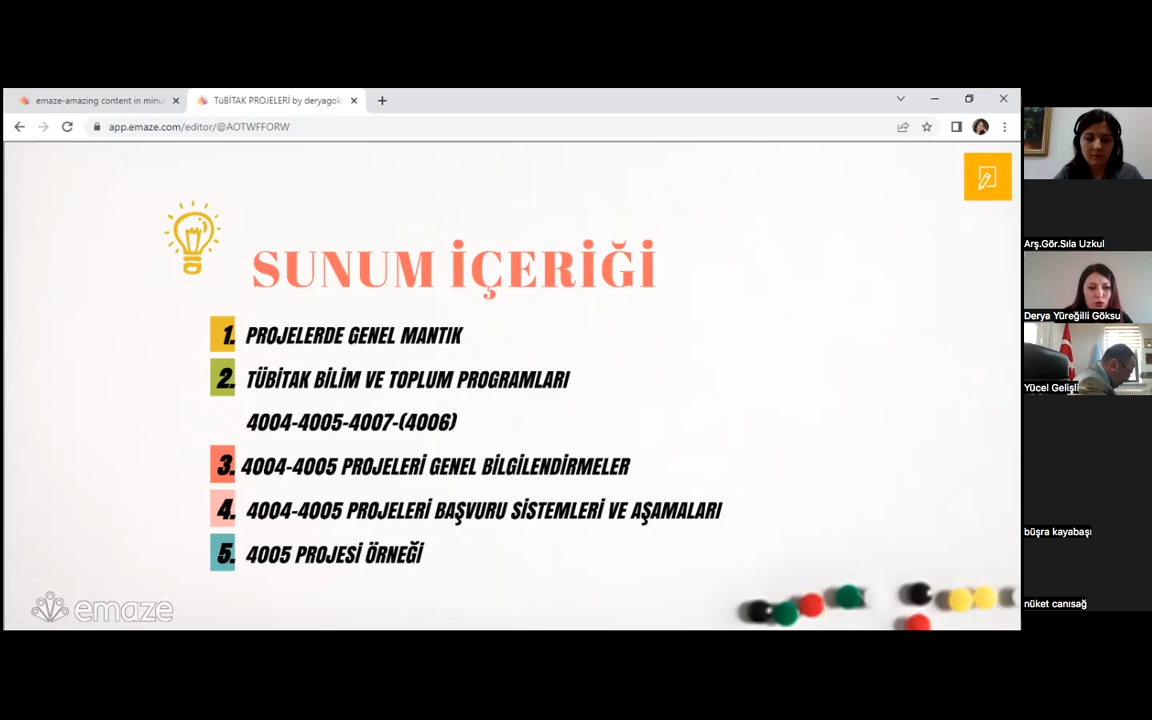 emaze-amazing content in minut
TüBİTAK PROJELERİ by deryagok
app.emaze.com/editor/@AOTWFFORW
SUNUM İÇERİĞİ
1. PROJELERDE GENEL MANTIK
2. TÜBİTAK BİLİM VE TOPLUM PROGRAMLARI
4004-4005-4007-(4006)
3. 4004-4005 PROJELERİ GENEL BİLGİLENDİRMELER
4. 4004-4005 PROJELERİ BAŞVURU SİSTEMLERİ VE AŞAMALARI
5. 4005 PROJESİ ÖRNEĞİ
emaze
Arş.Gör.Sıla Uzkul
Derya Yüreğilli Göksu
Yücel Gelişli
büşra kayabaşı
nüket canısağ